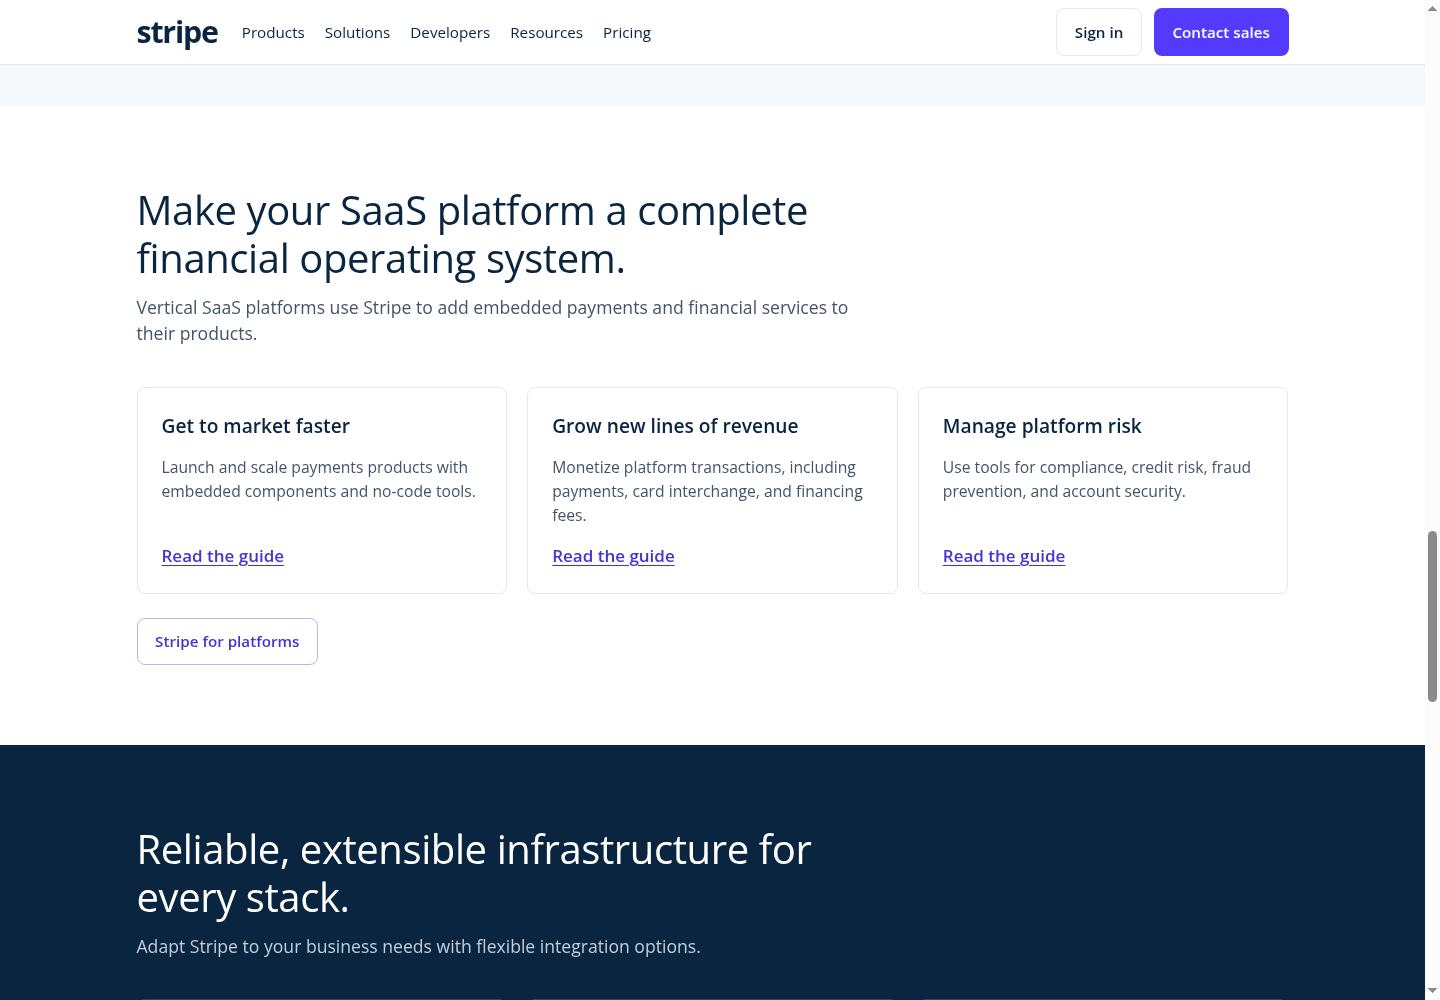 stripe
Products
Solutions
Developers
Resources
Pricing
Sign in
Contact sales
Make your SaaS platform a complete
financial operating system.
Vertical SaaS platforms use Stripe to add embedded payments and financial services to
their products.
Get to market faster
Launch and scale payments products with
embedded components and no-code tools.
Read the guide
Grow new lines of revenue
Monetize platform transactions, including
payments, card interchange, and financing
fees.
Read the guide
Manage platform risk
Use tools for compliance, credit risk, fraud
prevention, and account security.
Read the guide
Stripe for platforms
Reliable, extensible infrastructure for
every stack.
Adapt Stripe to your business needs with flexible integration options.